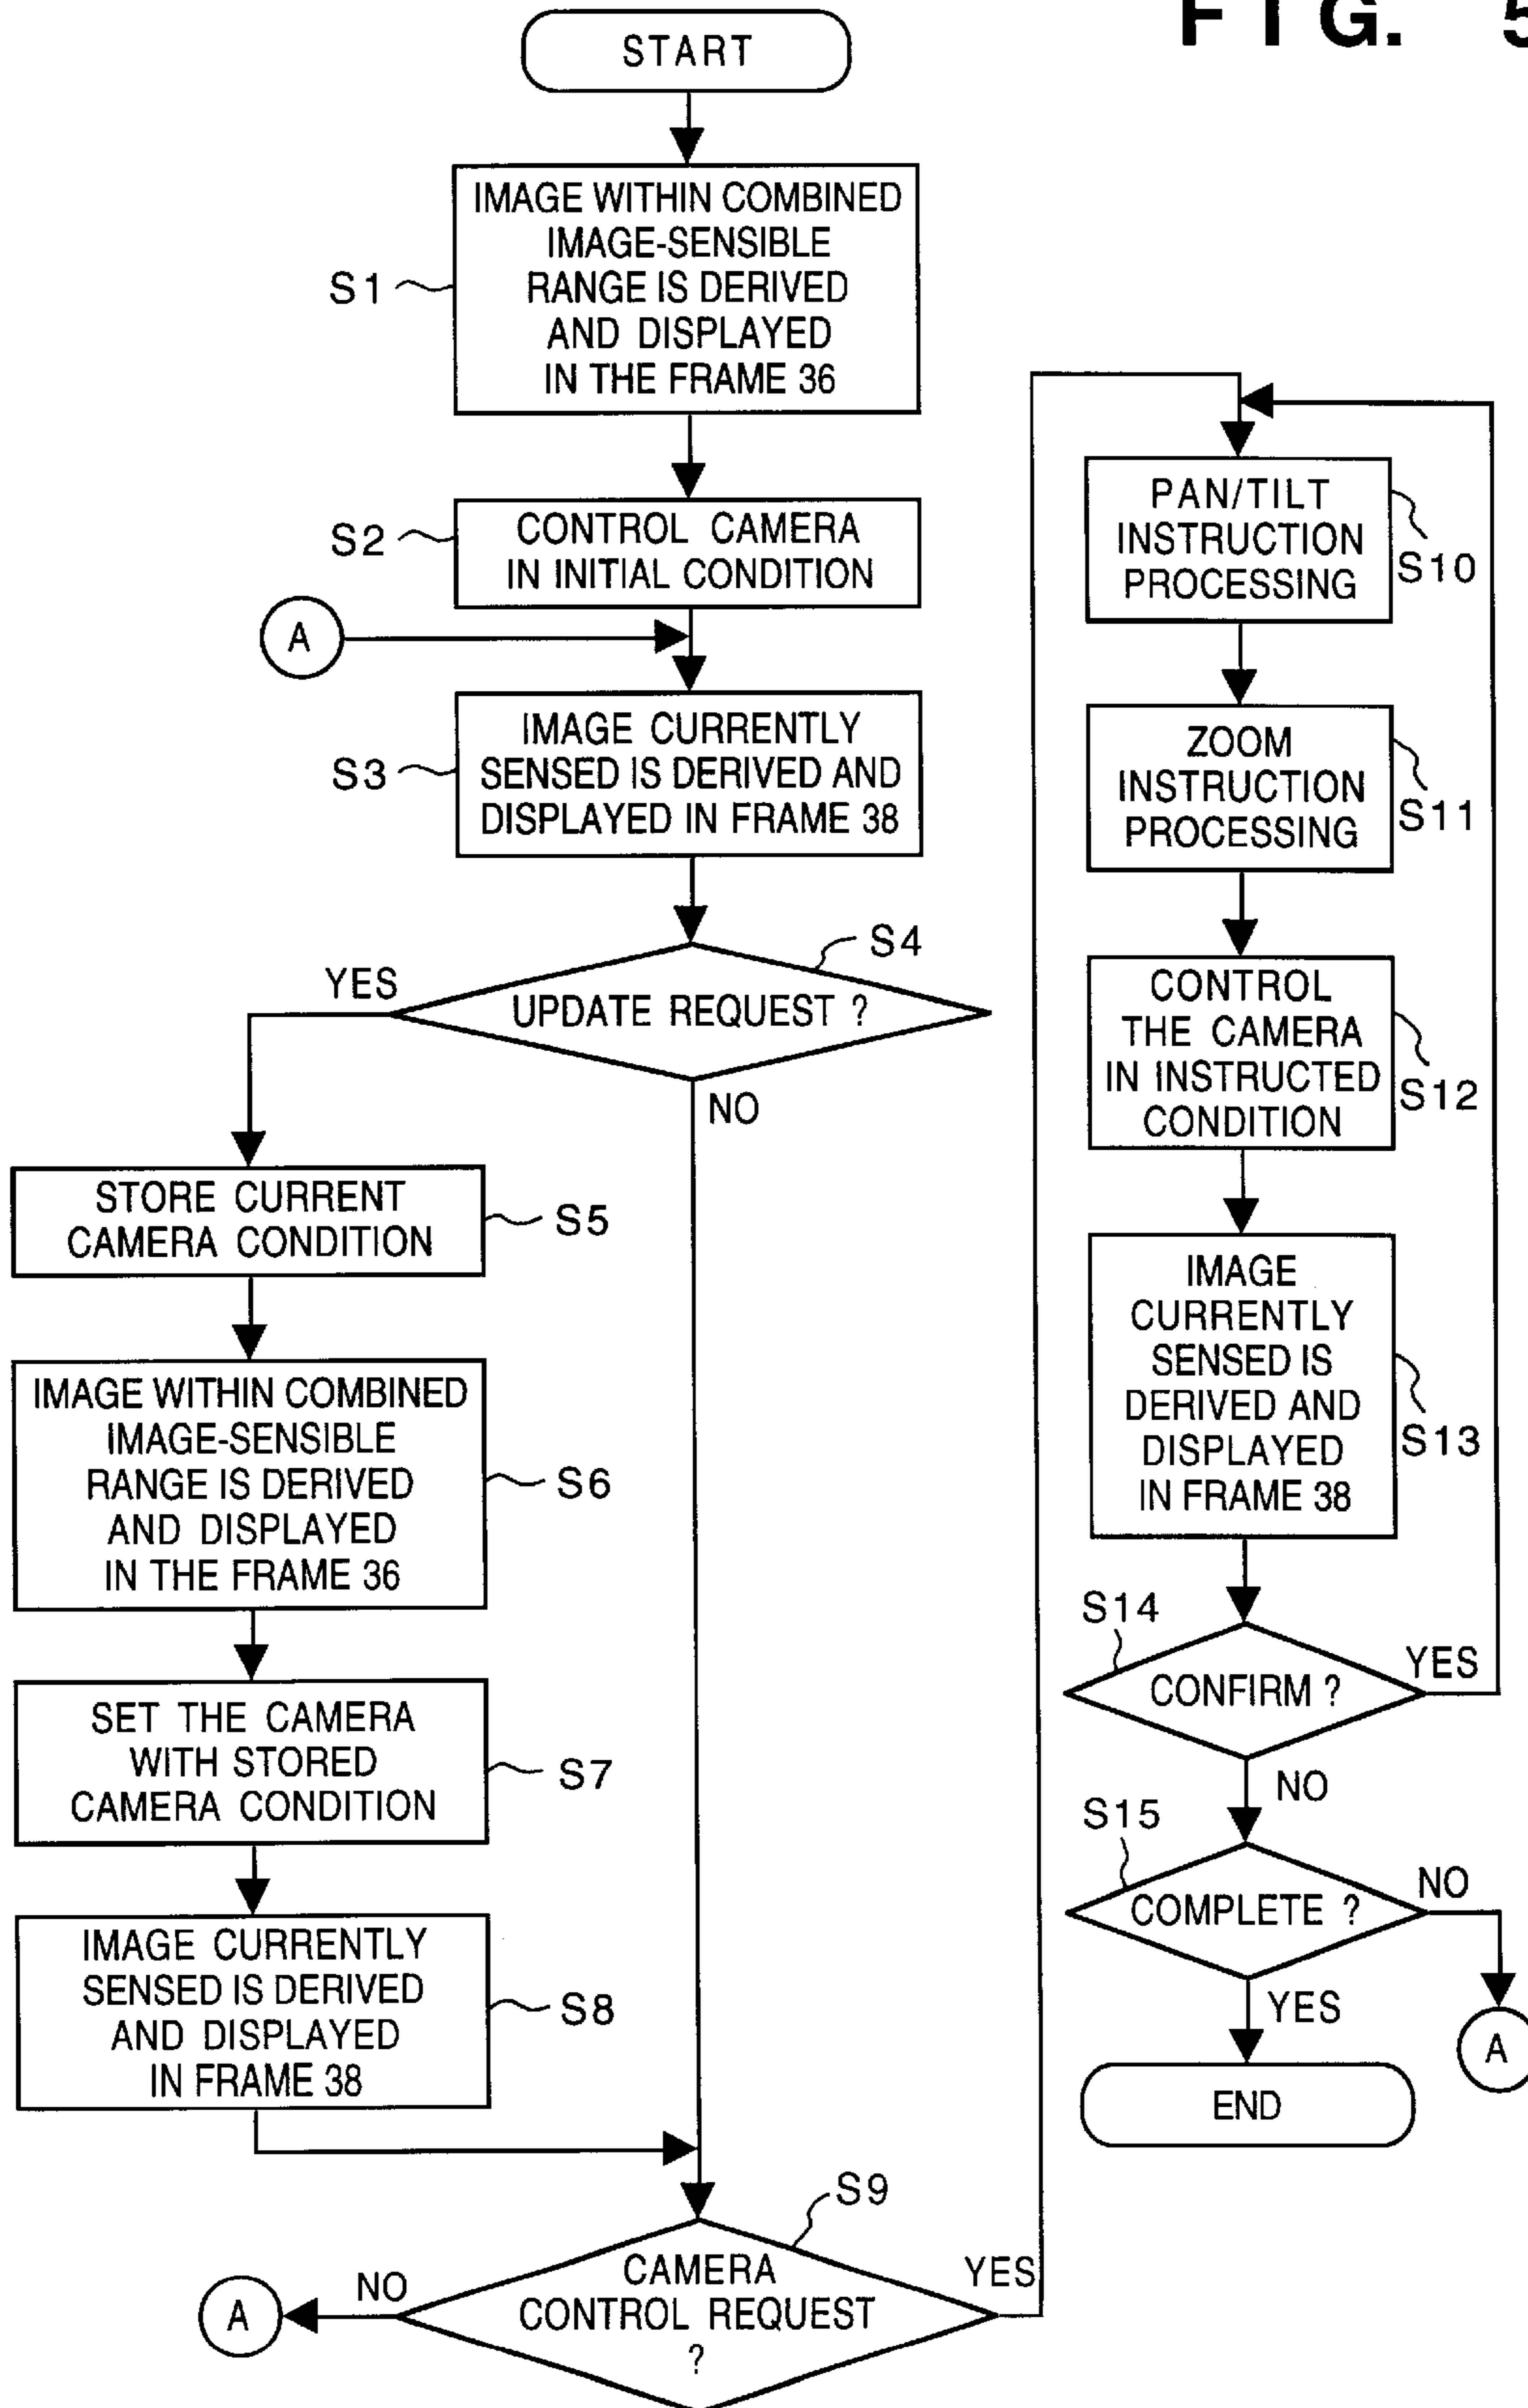 FIG. 5
START
S1
IMAGE WITHIN COMBINED
IMAGE-SENSIBLE
RANGE IS DERIVED
AND DISPLAYED
IN THE FRAME 36
S2
CONTROL CAMERA
IN INITIAL CONDITION
A
S3
IMAGE CURRENTLY
SENSED IS DERIVED AND
DISPLAYED IN FRAME 38
S4
UPDATE REQUEST ?
YES
NO
STORE CURRENT
CAMERA CONDITION
S5
IMAGE WITHIN COMBINED
IMAGE-SENSIBLE
RANGE IS DERIVED
AND DISPLAYED
IN THE FRAME 36
S6
SET THE CAMERA
WITH STORED
CAMERA CONDITION
S7
IMAGE CURRENTLY
SENSED IS DERIVED
AND DISPLAYED
IN FRAME 38
S8
S9
CAMERA
CONTROL REQUEST
?
NO
A
YES
PAN/TILT
INSTRUCTION
PROCESSING
S10
ZOOM
INSTRUCTION
PROCESSING
S11
CONTROL
THE CAMERA
IN INSTRUCTED
CONDITION
S12
IMAGE
CURRENTLY
SENSED IS
DERIVED AND
DISPLAYED
IN FRAME 38
S13
S14
CONFIRM ?
YES
NO
S15
COMPLETE ?
NO
A
YES
END